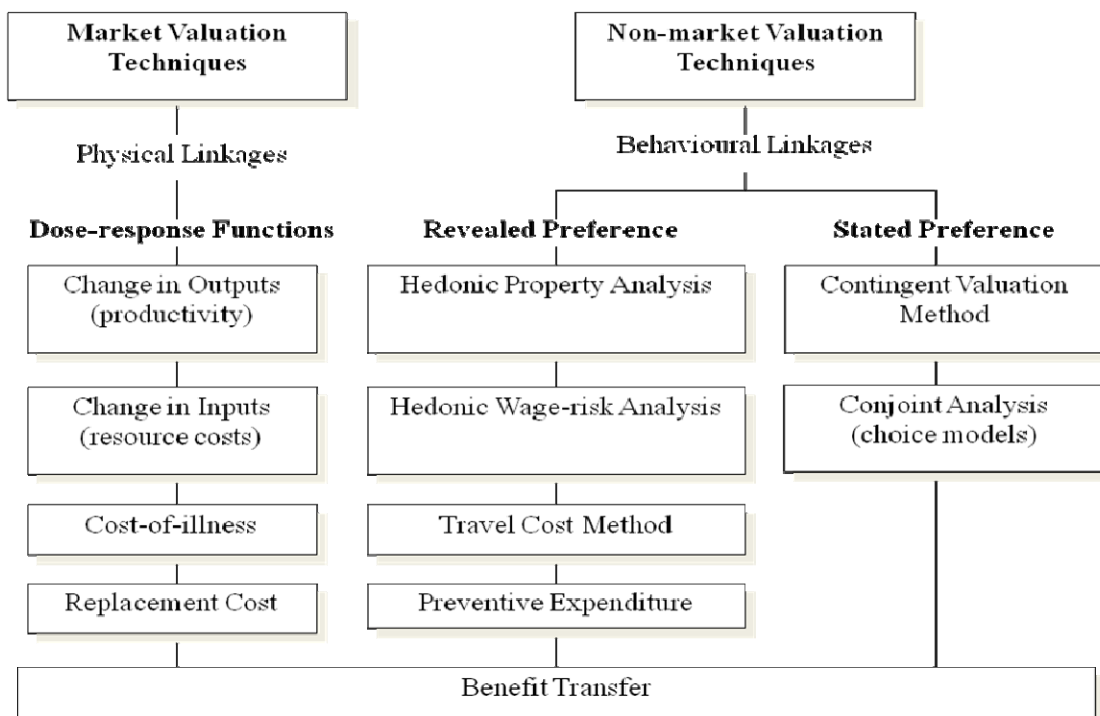 Market Valuation
Techniques
Non-market Valuation
Techniques
Physical Linkages
Behavioural Linkages
Dose-response Functions
Revealed Preference
Stated Preference
Change in Outputs
(productivity)
Hedonic Property Analysis
Contingent Valuation
Method
Change in Inputs
(resource costs)
Hedonic Wage-risk Analysis
Conjoint Analysis
(choice models)
Cost-of-illness
Travel Cost Method
Replacement Cost
Preventive Expenditure
Benefit Transfer